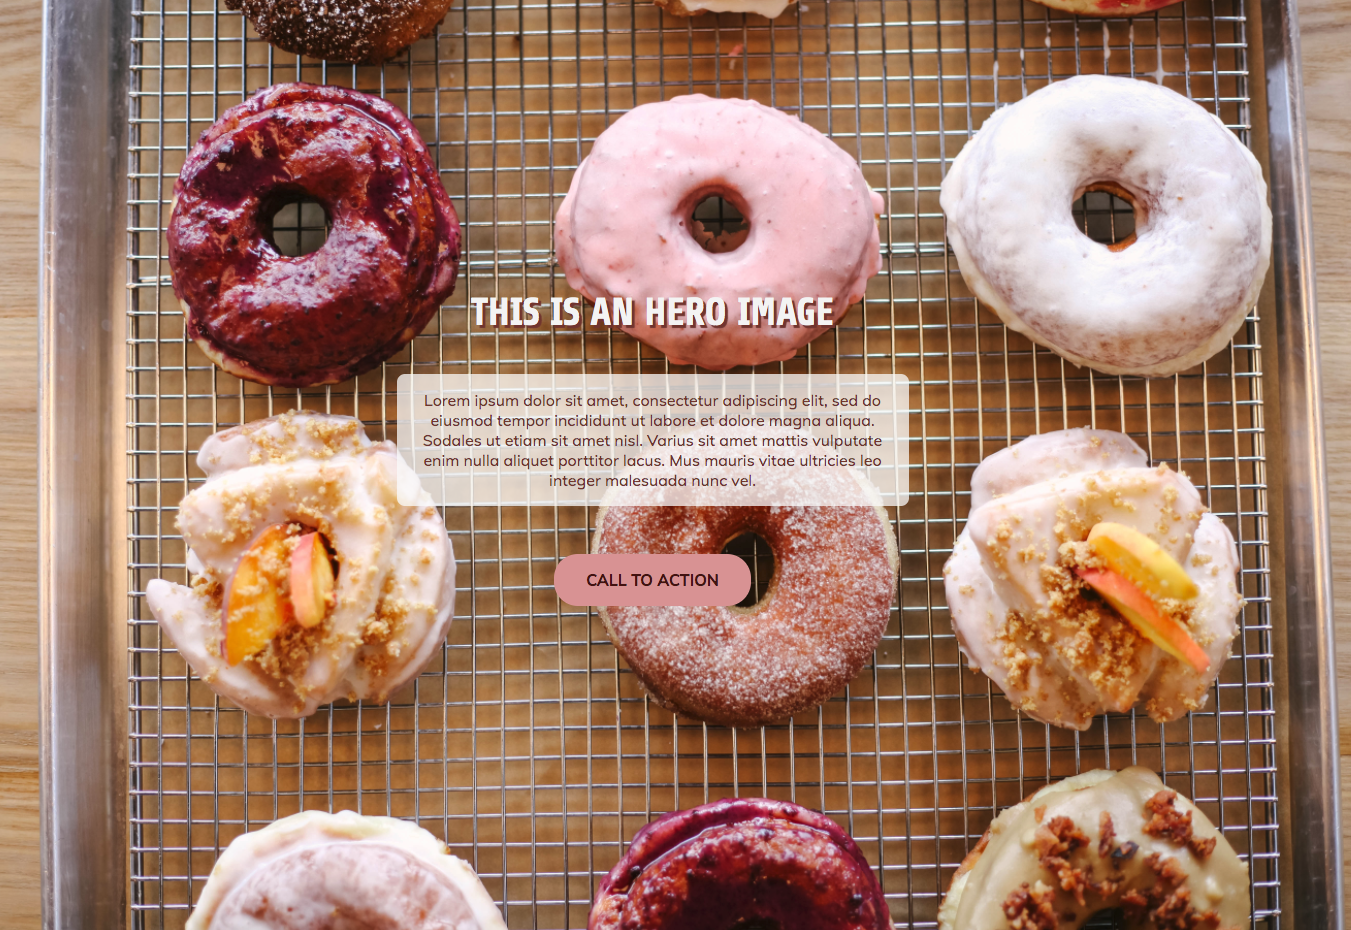 THIS IS AN HERO IMAGE
Lorem ipsum dolor sit amet, consectetur adipiscing elit, sed do
eiusmod tempor incididunt ut labore et dolore magna aliqua.
Sodales ut etiam sit amet nisl. Varius sit amet mattis vulputate
enim nulla aliquet porttitor lacus. Mus mauris vitae ultricies leo
integer malesuada nunc vel.
CALL TO ACTION